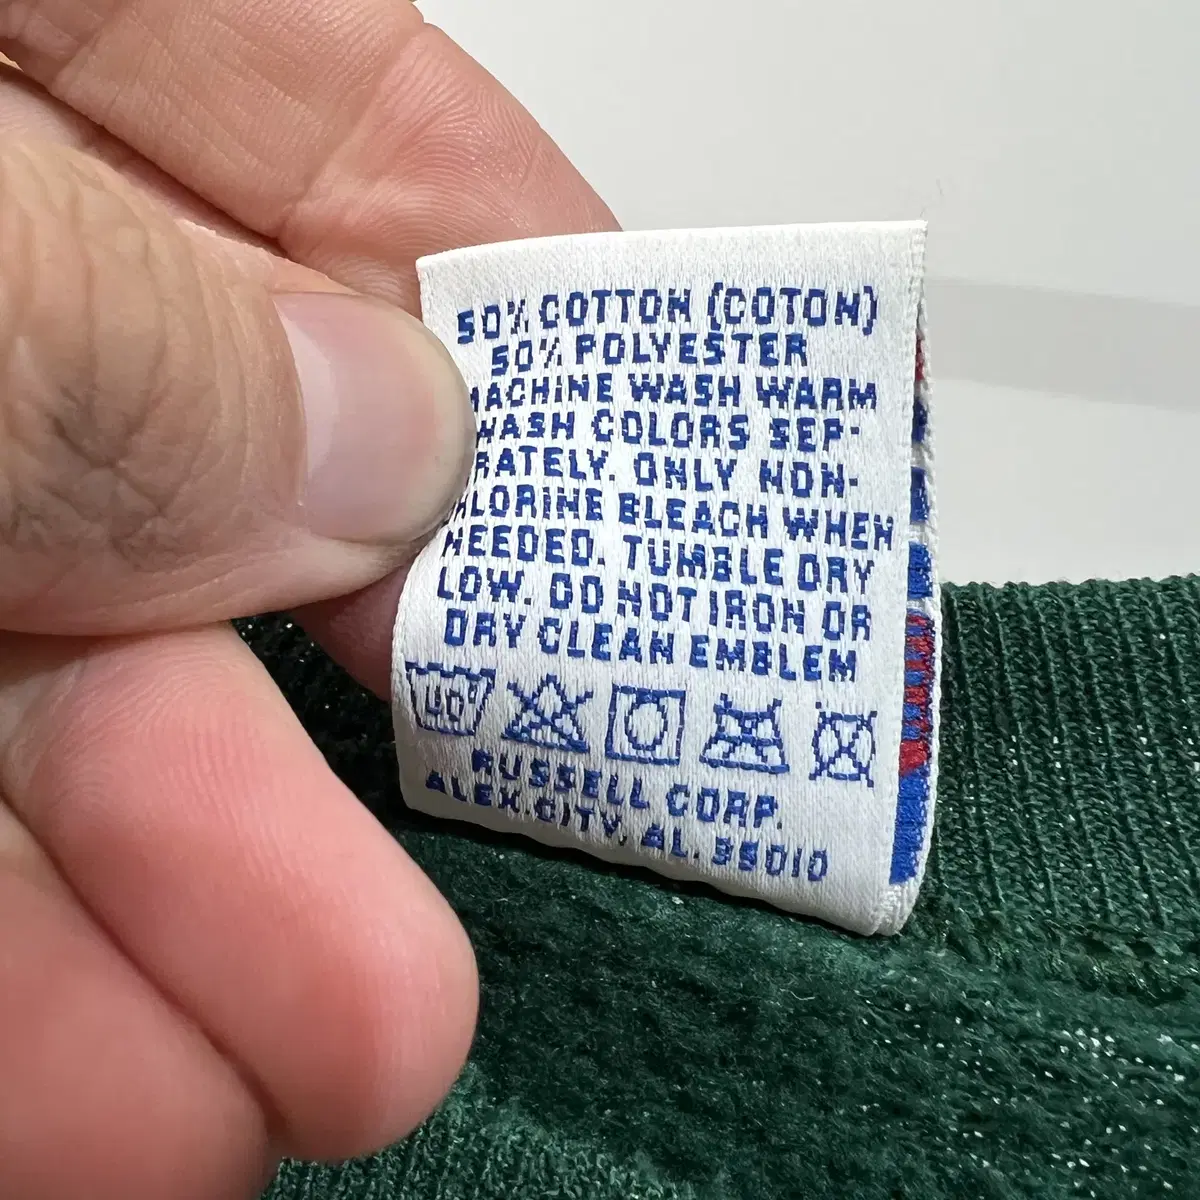 50% COTTON (COTON)
50% POLYESTER
MACHINE WASH WARM
WASH COLORS SEP-
RATELY. ONLY NON-
CHLORINE BLEACH WHEN
NEEDED. TUMBLE DRY
LOW. DO NOT IRON OR
DRY CLEAN EMBLEM
40°
RUSSELL CORP.
ALEX.CITY, AL. 35010